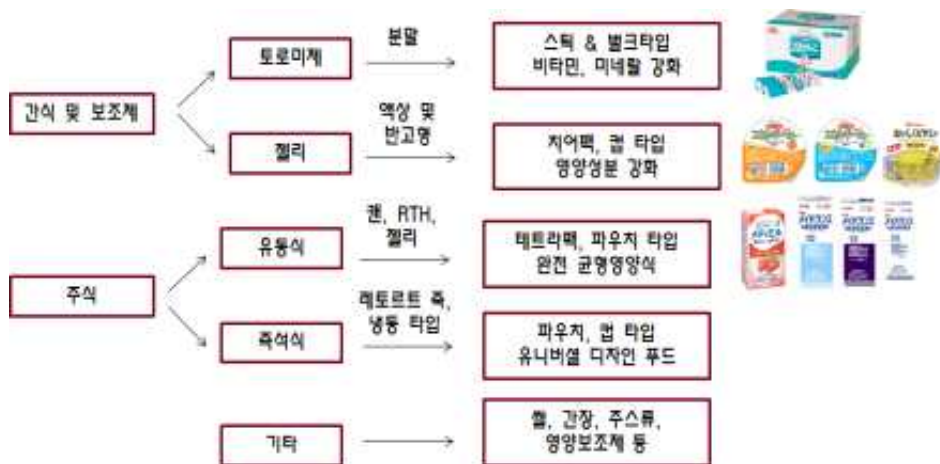 간식 및 보조제
토로미제
분말
스틱 & 벌크타입
비타민, 미네랄 강화
젤리
액상 및
반고형
치어팩, 컵 타입
영양성분 강화
주식
유동식
캔, RTH,
젤리
테트라팩, 파우치 타입
완전 균형영양식
즉석식
레토르트 죽,
냉동 타입
파우치, 컵 타입
유니버셜 디자인 푸드
기타
쌀, 간장, 주스류,
영양보조제 등